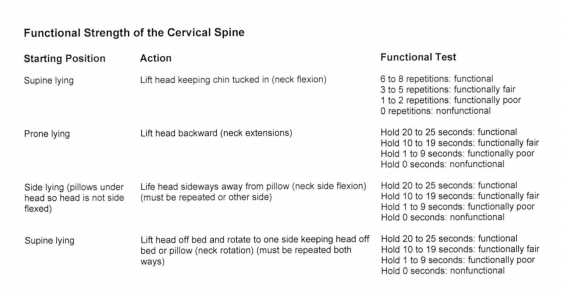 Functional Strength of the Cervical Spine
Starting Position Action Functional Test
Supine lying Lift head keeping chin tucked in (neck flexion) 6 to 8 repetitions: functional
3 to 5 repetitions: functionally fair
1 to 2 repetitions: functionally poor
0 repetitions: nonfunctional
Prone lying Lift head backward (neck extensions) Hold 20 to 25 seconds: functional
Hold 10 to 19 seconds: functionally fair
Hold 1 to 9 seconds: functionally poor
Hold 0 seconds: nonfunctional
Side lying (pillows under Life head sideways away from pillow (neck side flexion) Hold 20 to 25 seconds: functional
head so head is not side (must be repeated or other side) Hold 10 to 19 seconds: functionally fair
flexed) Hold 1 to 9 seconds: functionally poor
Hold 0 seconds: nonfunctional
Supine lying Lift head off bed and rotate to one side keeping head off Hold 20 to 25 seconds: functional
bed or pillow (neck rotation) (must be repeated both Hold 10 to 19 seconds: functionally fair
ways) Hold 1 to 9 seconds: functionally poor
Hold 0 seconds: nonfunctional